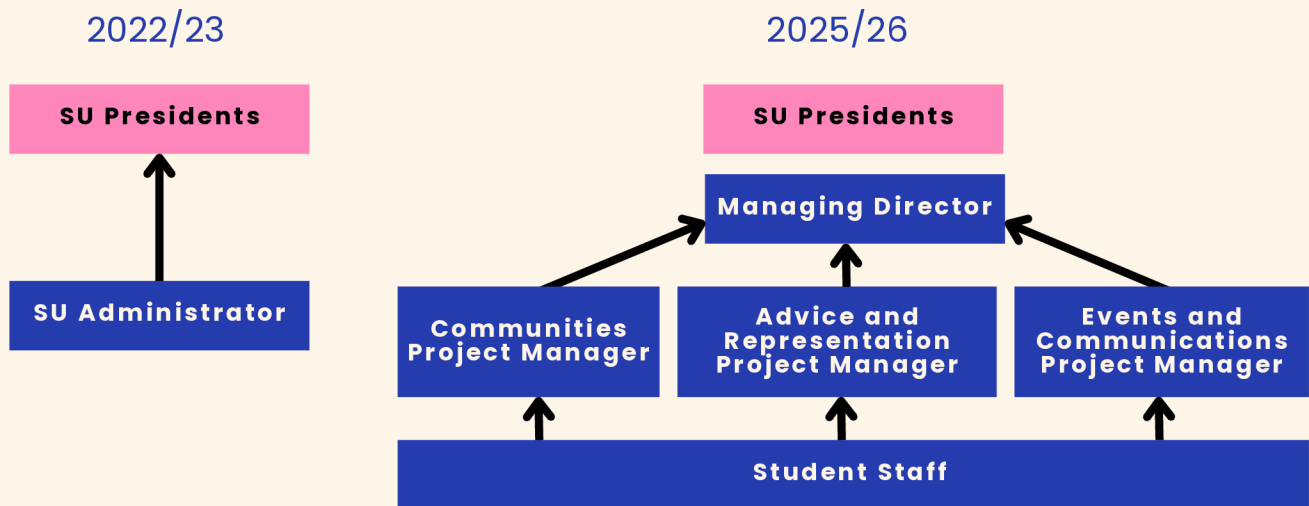 2022/23
SU Presidents
SU Administrator
2025/26
SU Presidents
Managing Director
Communities
Project Manager
Advice and
Representation
Project Manager
Events and
Communications
Project Manager
Student Staff